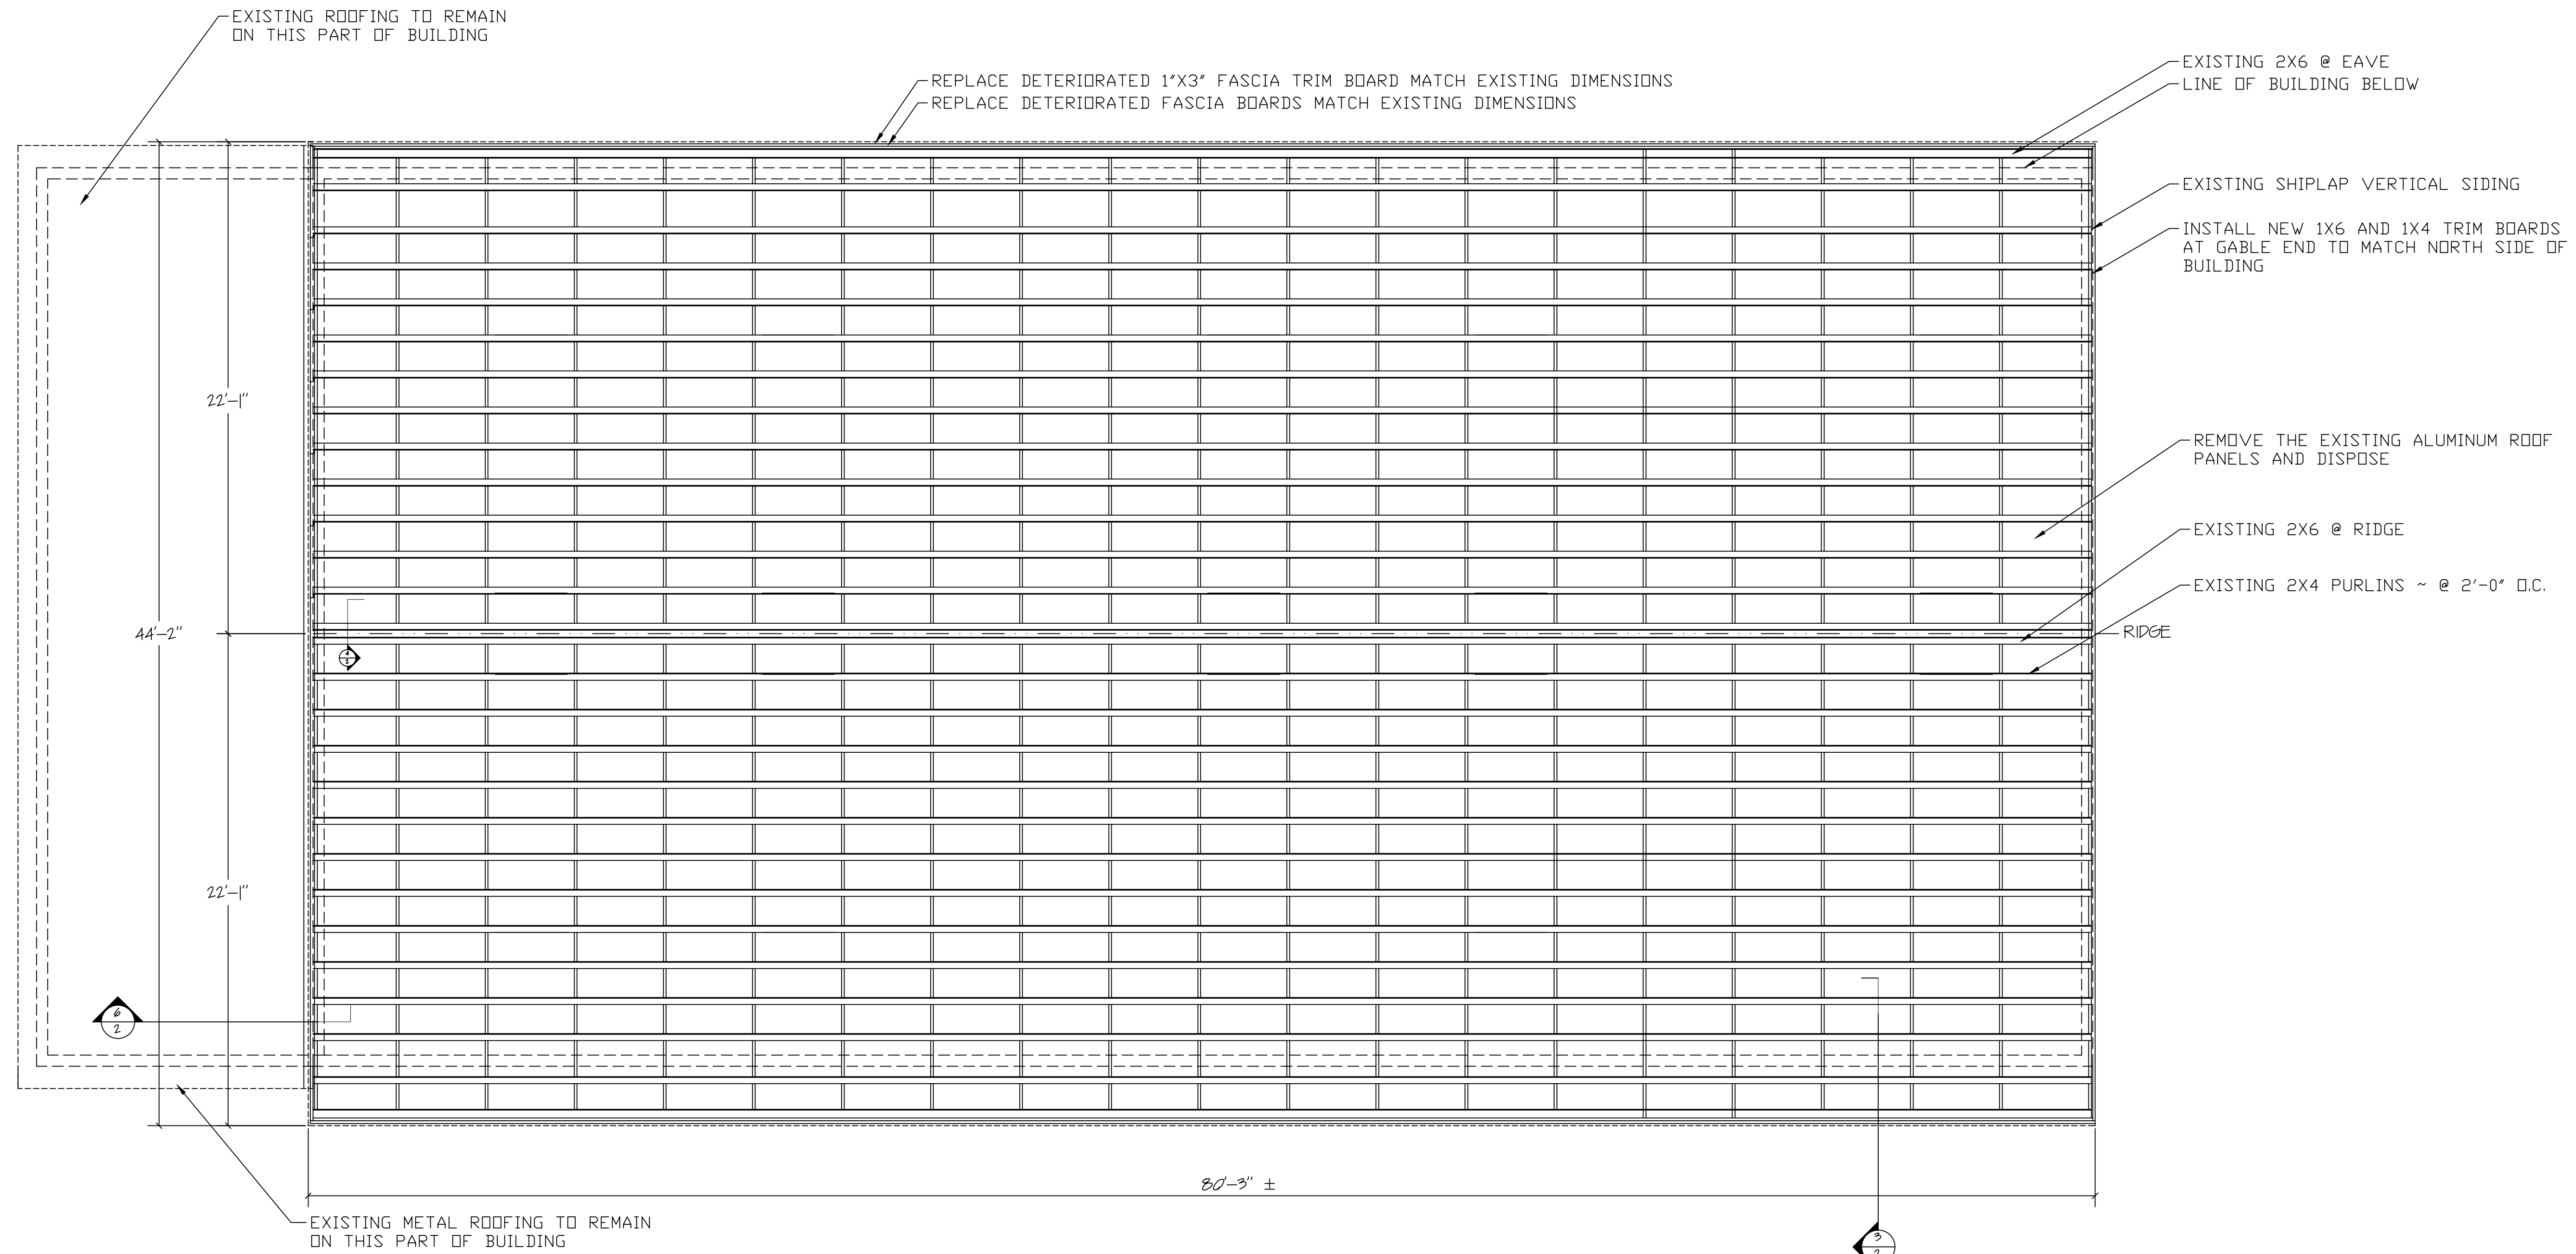 EXISTING ROOFING TO REMAIN
ON THIS PART OF BUILDING
REPLACE DETERIORATED 1"X3" FASCIA TRIM BOARD MATCH EXISTING DIMENSIONS
REPLACE DETERIORATED FASCIA BOARDS MATCH EXISTING DIMENSIONS
EXISTING 2X6 @ EAVE
LINE OF BUILDING BELOW
EXISTING SHIPLAP VERTICAL SIDING
INSTALL NEW 1X6 AND 1X4 TRIM BOARDS
AT GABLE END TO MATCH NORTH SIDE OF
BUILDING
22'-1"
REMOVE THE EXISTING ALUMINUM ROOF
PANELS AND DISPOSE
EXISTING 2X6 @ RIDGE
EXISTING 2X4 PURLINS ~ @ 2'-0" O.C.
44'-2"
RIDGE
22'-1"
6
2
80'-3" ±
EXISTING METAL ROOFING TO REMAIN
ON THIS PART OF BUILDING
3